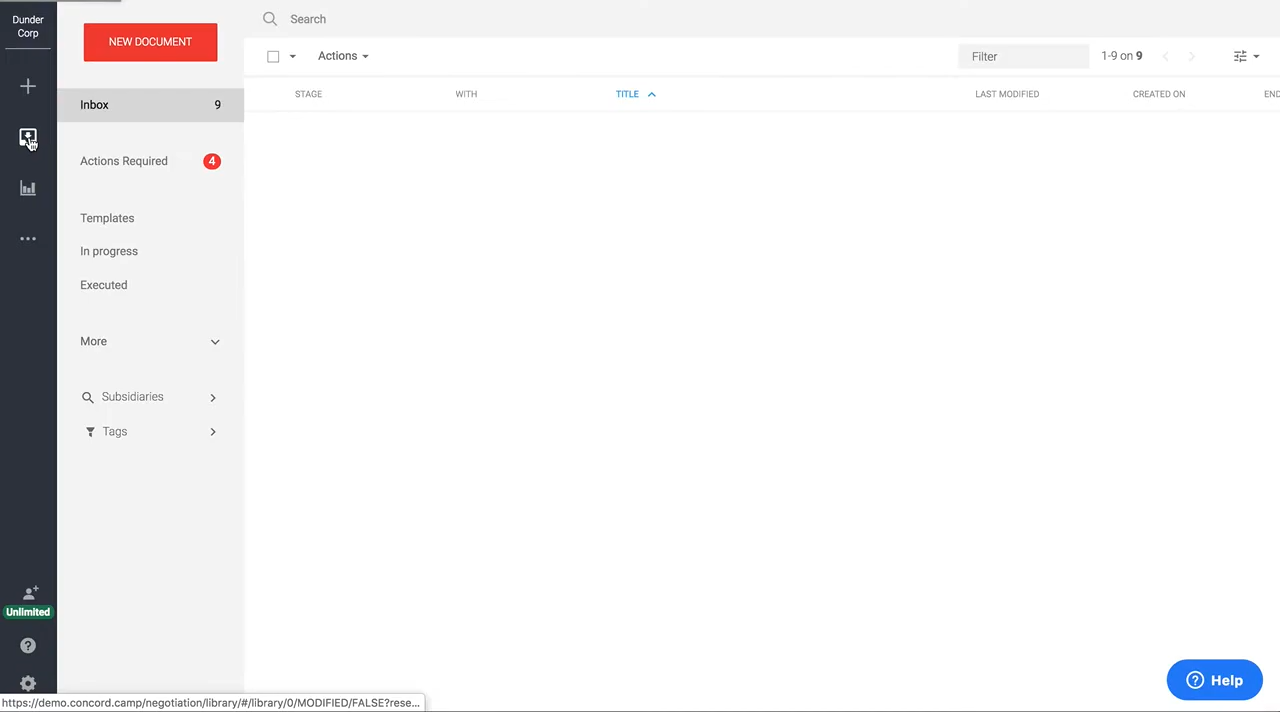 Dunder
Corp
NEW DOCUMENT
Search
Actions
Filter
1-9 on 9
Inbox 9
STAGE WITH TITLE LAST MODIFIED CREATED ON END
Actions Required 4
Templates
In progress
Executed
More
Subsidiaries
Tags
Unlimited
Help
https://demo.concord.camp/negotiation/library/#/library/0/MODIFIED/FALSE?rese...